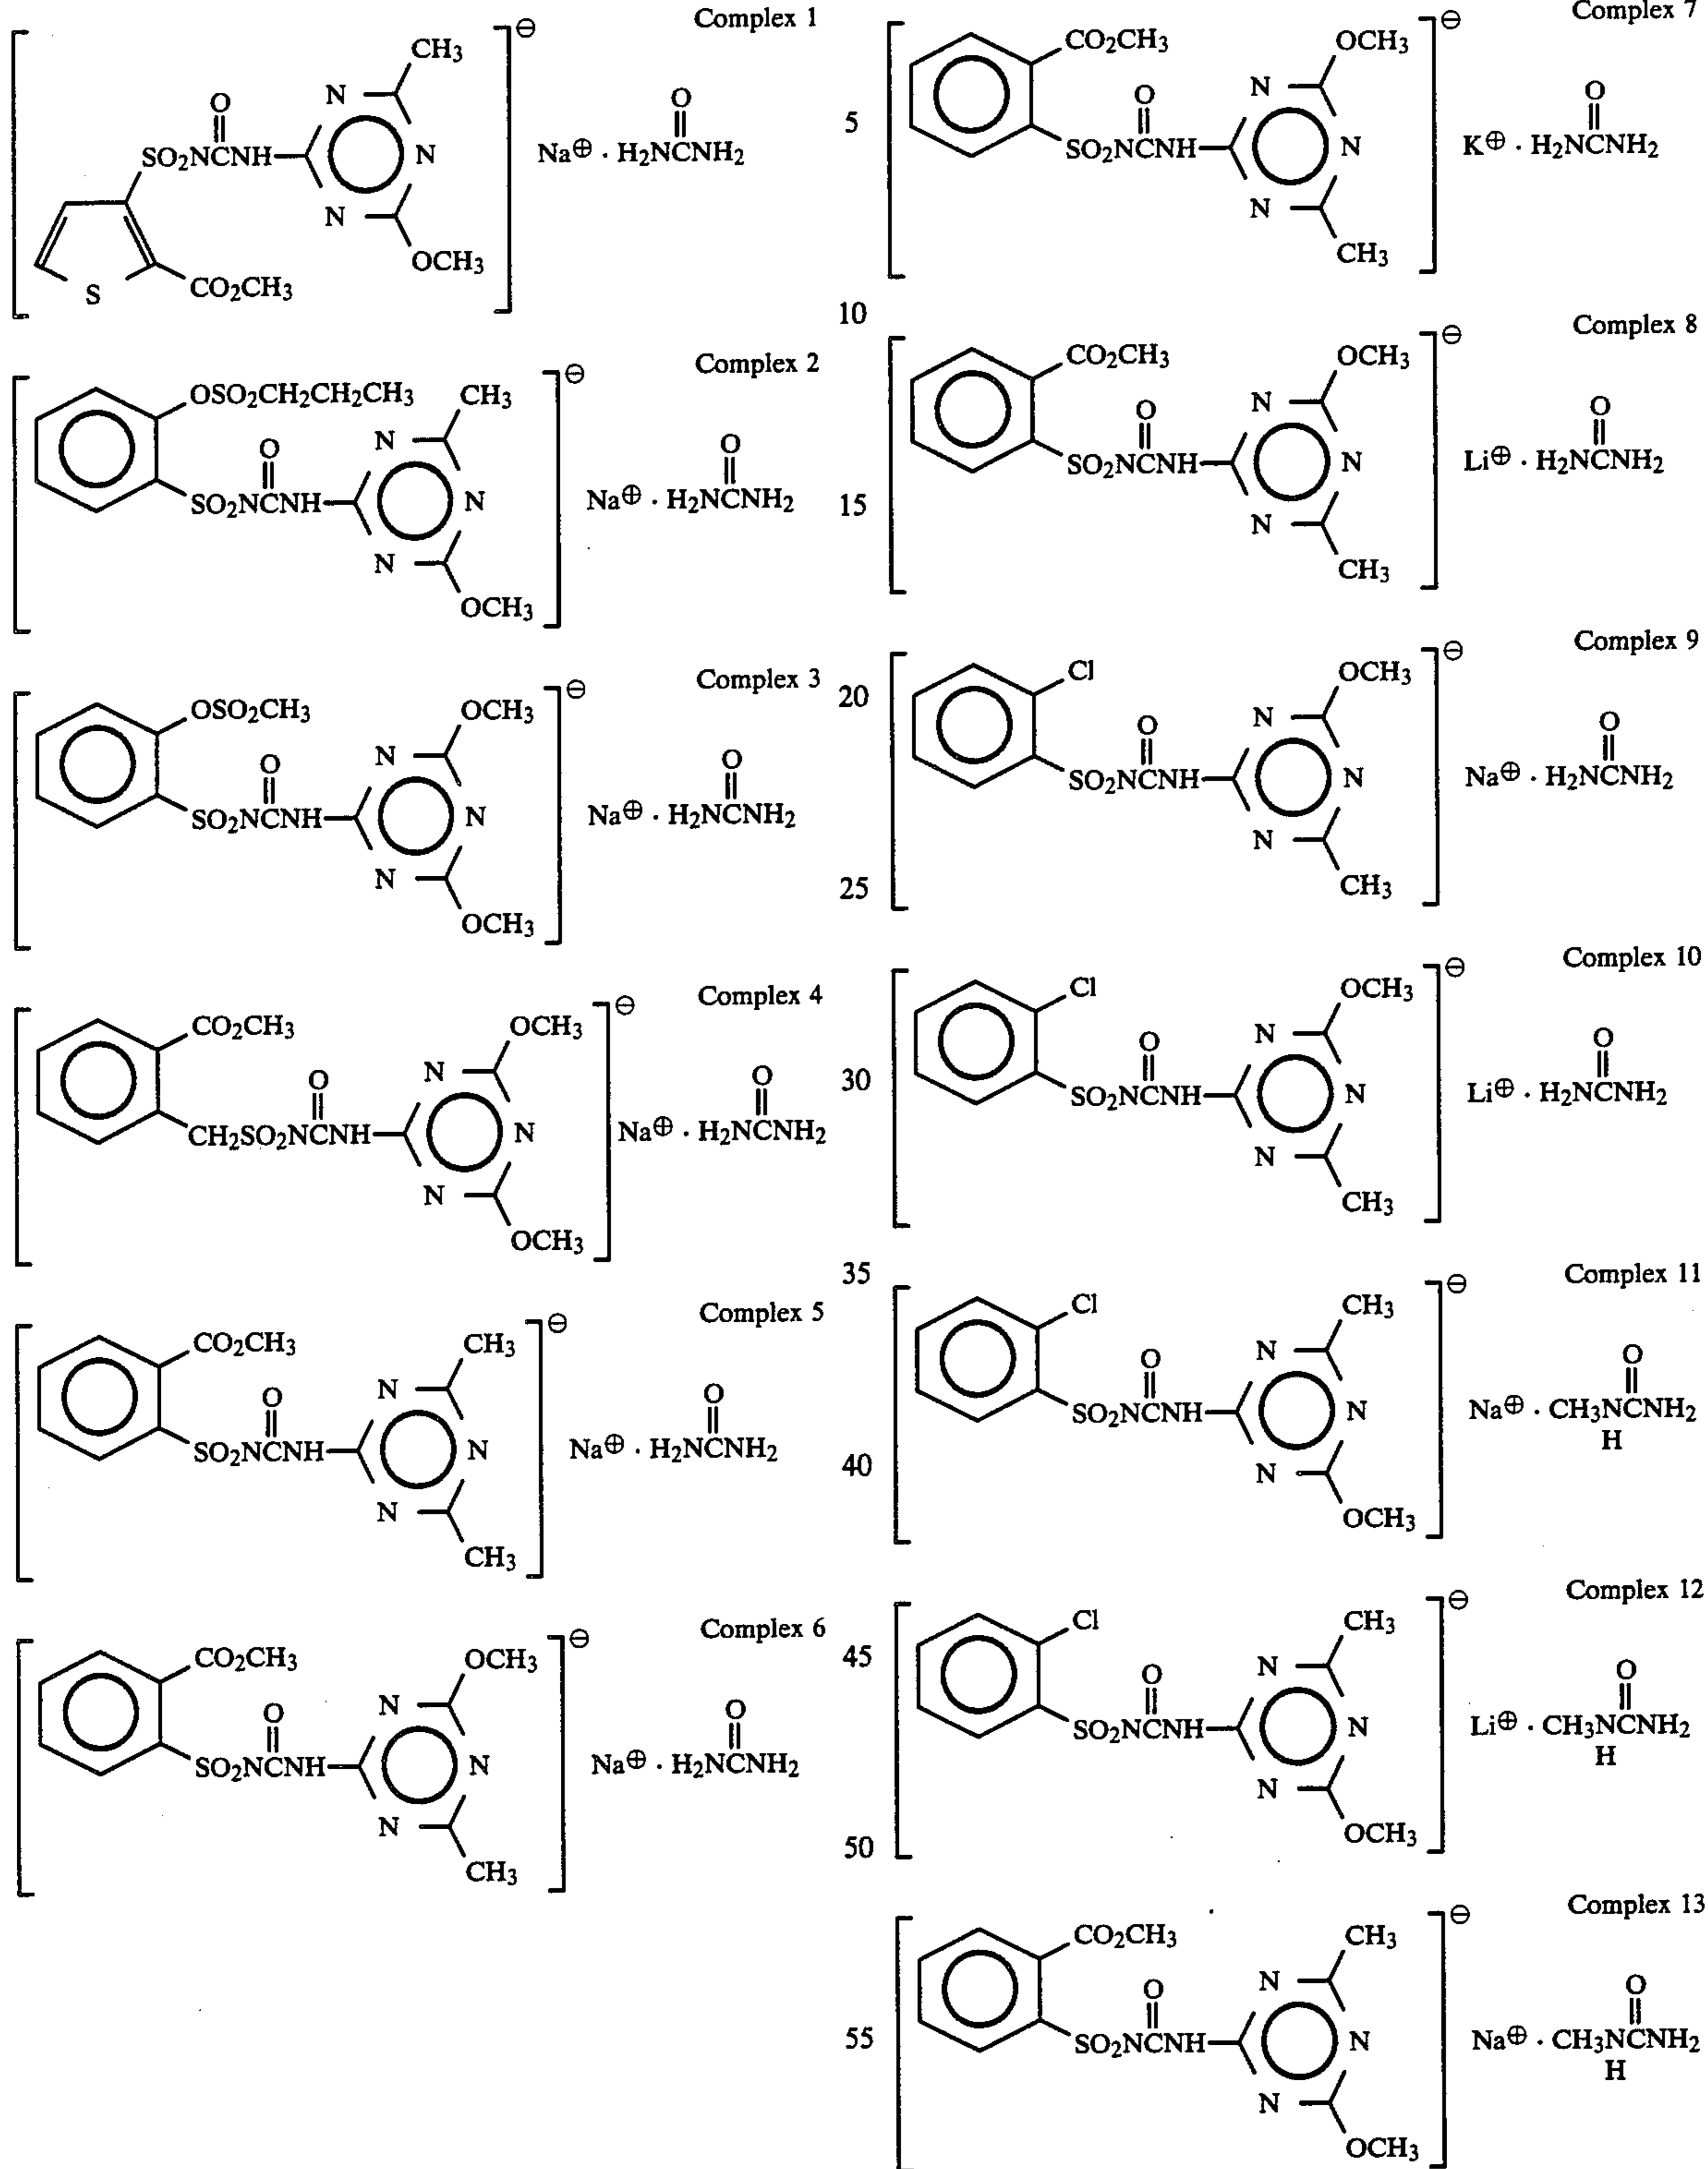 Complex 1
CH3
N
O
SO2NCNH
N
Na⊕ · H2NCNH2
O
N
OCH3
S
CO2CH3
⊖
Complex 2
OSO2CH2CH2CH3
CH3
N
O
SO2NCNH
N
Na⊕ · H2NCNH2
O
N
OCH3
⊖
Complex 3
OSO2CH3
OCH3
N
O
SO2NCNH
N
Na⊕ · H2NCNH2
O
N
OCH3
⊖
Complex 4
CO2CH3
OCH3
N
O
CH2SO2NCNH
N
Na⊕ · H2NCNH2
O
N
OCH3
⊖
Complex 5
CO2CH3
CH3
N
O
SO2NCNH
N
Na⊕ · H2NCNH2
O
N
CH3
⊖
Complex 6
CO2CH3
OCH3
N
O
SO2NCNH
N
Na⊕ · H2NCNH2
O
N
CH3
⊖
5
10
15
20
25
30
35
40
45
50
55
Complex 7
CO2CH3
OCH3
N
O
SO2NCNH
N
K⊕ · H2NCNH2
O
N
CH3
⊖
Complex 8
CO2CH3
OCH3
N
O
SO2NCNH
N
Li⊕ · H2NCNH2
O
N
CH3
⊖
Complex 9
Cl
OCH3
N
O
SO2NCNH
N
Na⊕ · H2NCNH2
O
N
CH3
⊖
Complex 10
Cl
OCH3
N
O
SO2NCNH
N
Li⊕ · H2NCNH2
O
N
CH3
⊖
Complex 11
Cl
CH3
N
O
SO2NCNH
N
Na⊕ · CH3NCNH2
O
H
N
OCH3
⊖
Complex 12
Cl
CH3
N
O
SO2NCNH
N
Li⊕ · CH3NCNH2
O
H
N
OCH3
⊖
Complex 13
CO2CH3
CH3
N
O
SO2NCNH
N
Na⊕ · CH3NCNH2
O
H
N
OCH3
⊖